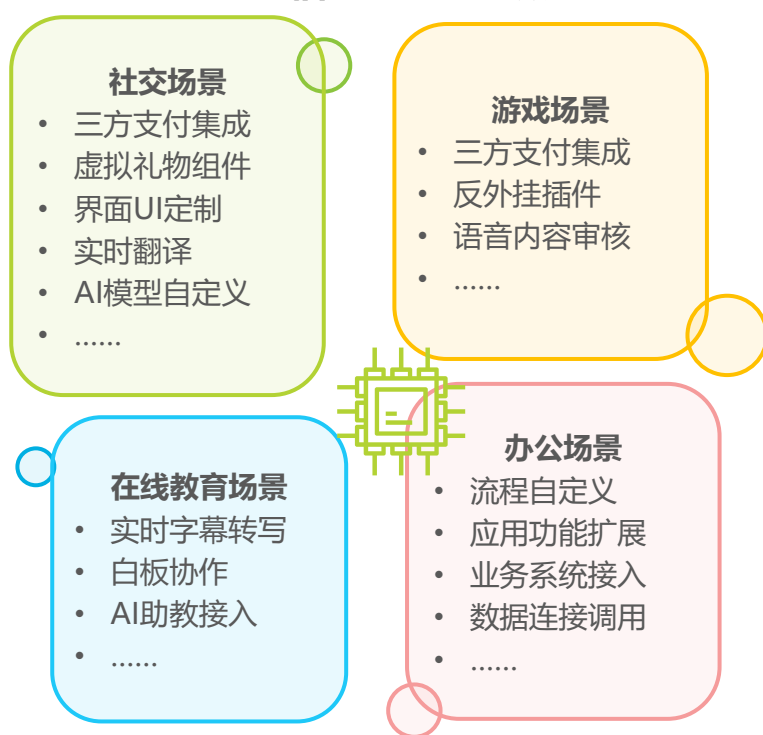 社交场景
• 三方支付集成
• 虚拟礼物组件
• 界面UI定制
• 实时翻译
• AI模型自定义
• ......
游戏场景
• 三方支付集成
• 反外挂插件
• 语音内容审核
• ......
在线教育场景
• 实时字幕转写
• 白板协作
• AI助教接入
• ......
办公场景
• 流程自定义
• 应用功能扩展
• 业务系统接入
• 数据连接调用
• ......